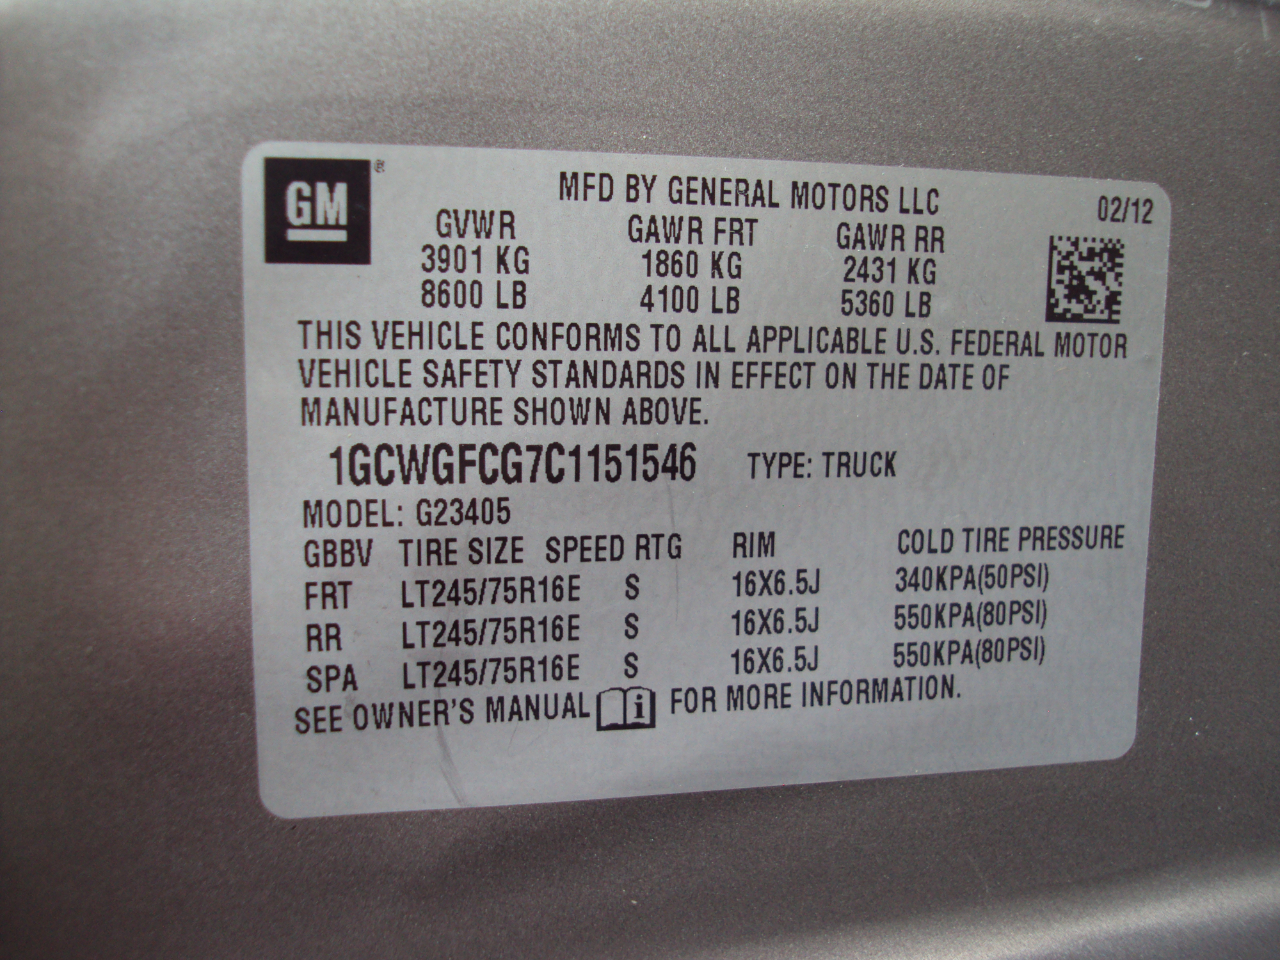 GM ®
MFD BY GENERAL MOTORS LLC 02/12
GVWR GAWR FRT GAWR RR
3901 KG 1860 KG 2431 KG
8600 LB 4100 LB 5360 LB
THIS VEHICLE CONFORMS TO ALL APPLICABLE U.S. FEDERAL MOTOR
VEHICLE SAFETY STANDARDS IN EFFECT ON THE DATE OF
MANUFACTURE SHOWN ABOVE.
1GCWGFCG7C1151546 TYPE: TRUCK
MODEL: G23405
GBBV TIRE SIZE SPEED RTG RIM COLD TIRE PRESSURE
FRT LT245/75R16E S 16X6.5J 340KPA(50PSI)
RR LT245/75R16E S 16X6.5J 550KPA(80PSI)
SPA LT245/75R16E S 16X6.5J 550KPA(80PSI)
SEE OWNER'S MANUAL i FOR MORE INFORMATION.